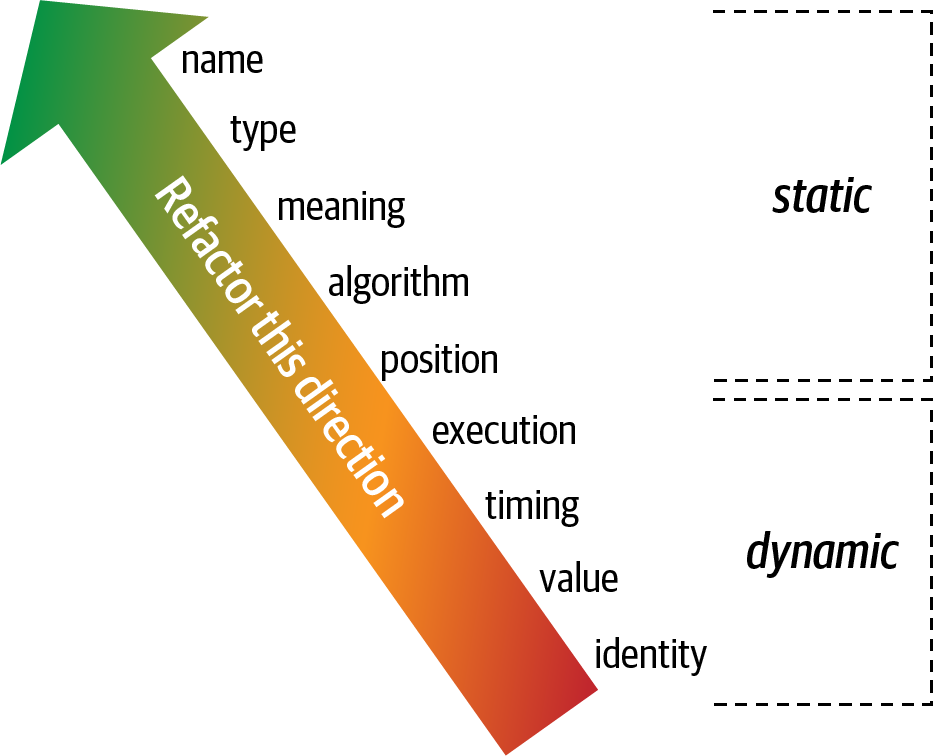 name
type
meaning
algorithm
position
execution
timing
value
identity
Refactor this direction
static
dynamic